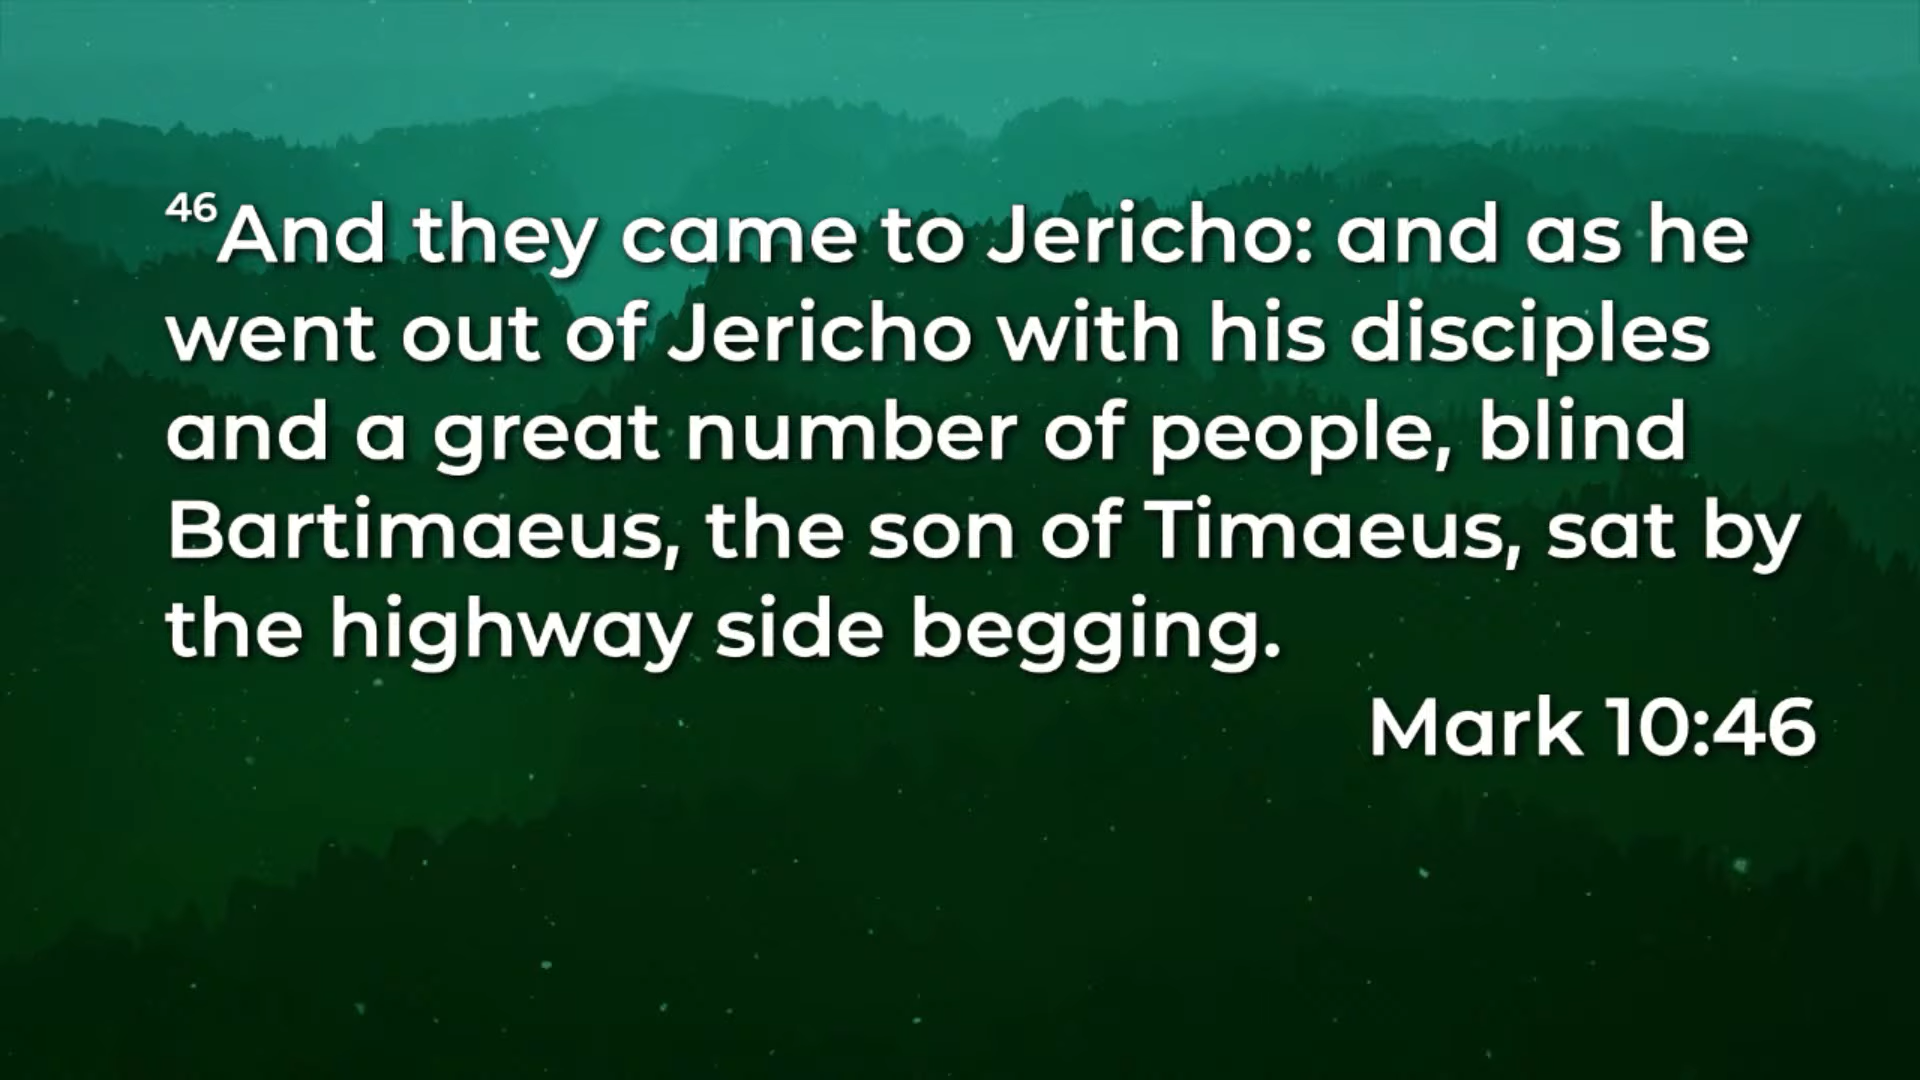 46And they came to Jericho: and as he
went out of Jericho with his disciples
and a great number of people, blind
Bartimaeus, the son of Timaeus, sat by
the highway side begging.
Mark 10:46